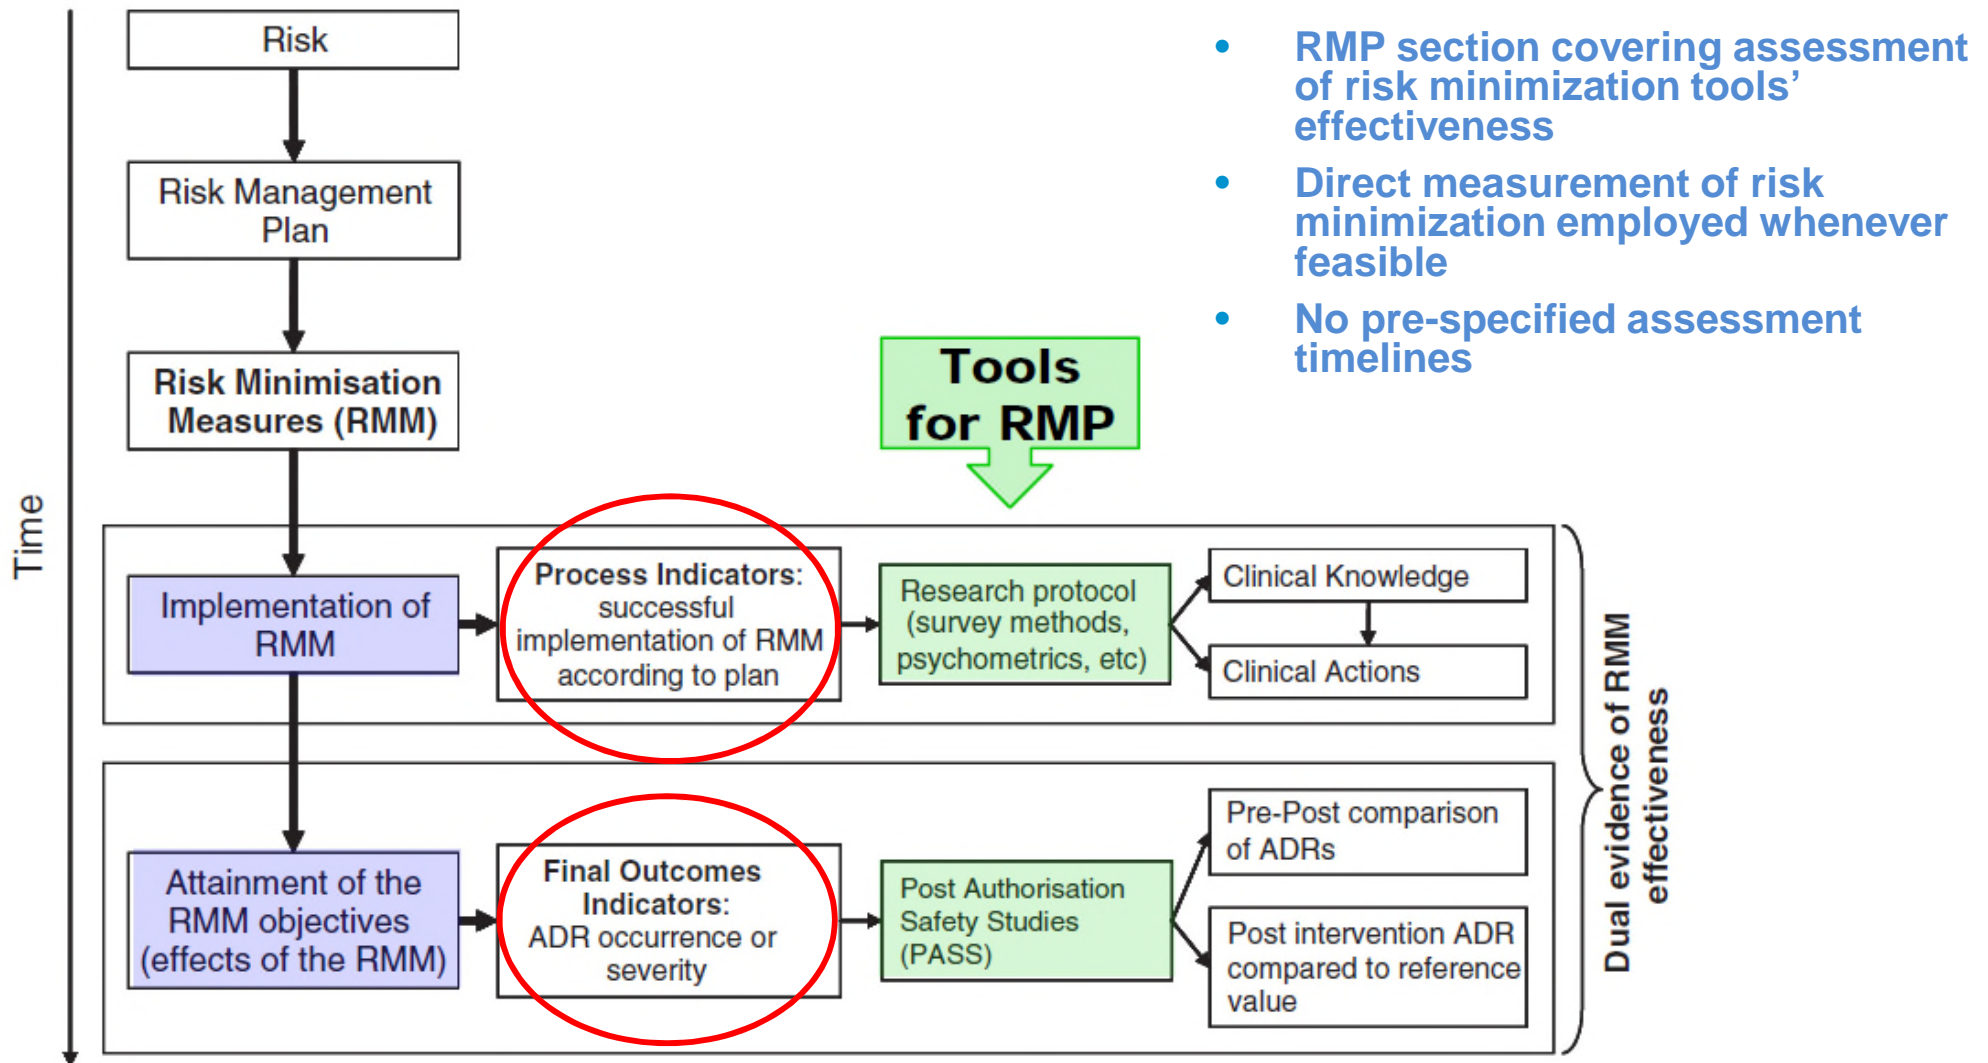 Risk
Risk Management
Plan
Risk Minimisation
Measures (RMM)
• RMP section covering assessment
of risk minimization tools’
effectiveness
• Direct measurement of risk
minimization employed whenever
feasible
• No pre-specified assessment
timelines
Tools
for RMP
Time
Implementation of
RMM
Process Indicators:
successful
implementation of RMM
according to plan
Research protocol
(survey methods,
psychometrics, etc)
Clinical Knowledge
Clinical Actions
Attainment of the
RMM objectives
(effects of the RMM)
Final Outcomes
Indicators:
ADR occurrence or
severity
Post Authorisation
Safety Studies
(PASS)
Pre-Post comparison
of ADRs
Post intervention ADR
compared to reference
value
Dual evidence of RMM
effectiveness